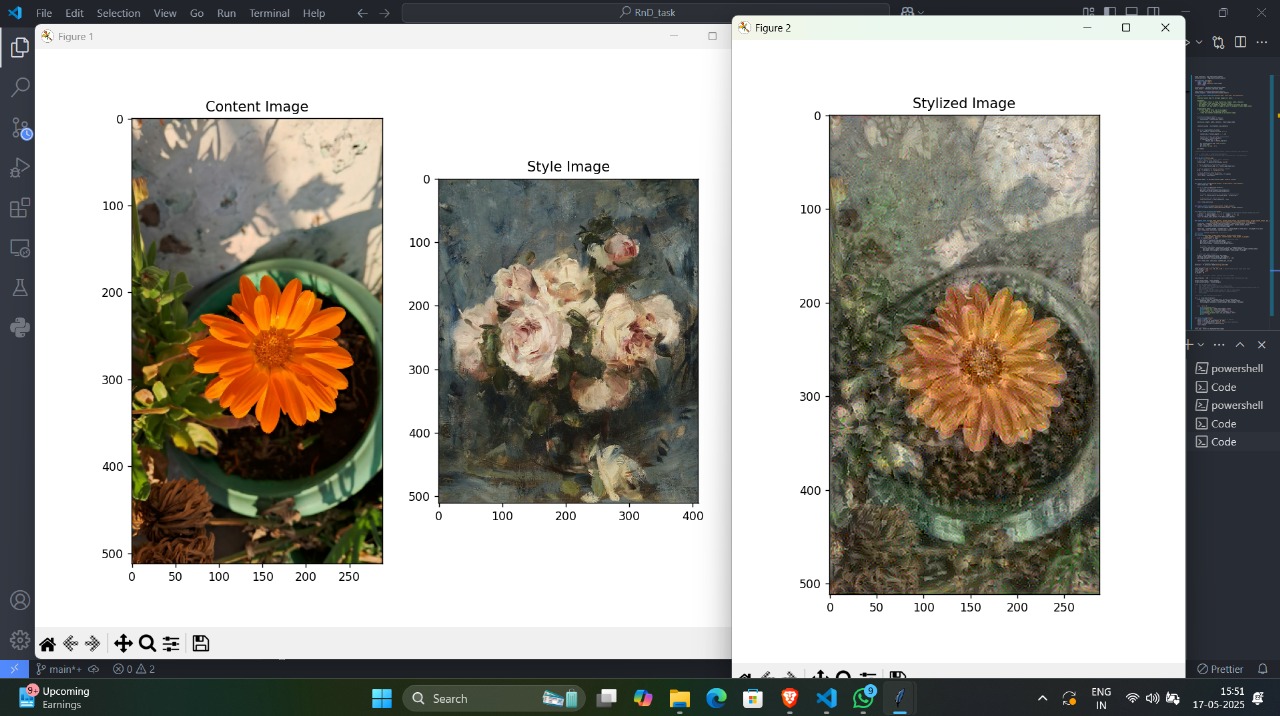 File Edit Selection View Go Run Terminal Help
RnD_task
Figure 1
Content Image
0
100
200
300
400
500
0 50 100 150 200 250
Style Image
0
100
200
300
400
500
0 100 200 300 400
Figure 2
Stylized Image
0
100
200
300
400
500
0 50 100 150 200 250
powershell
Code
powershell
Code
Code
main*+ 0 2
Prettier
9+
Upcoming
Earnings
Search
9
ENG
IN
15:51
17-05-2025